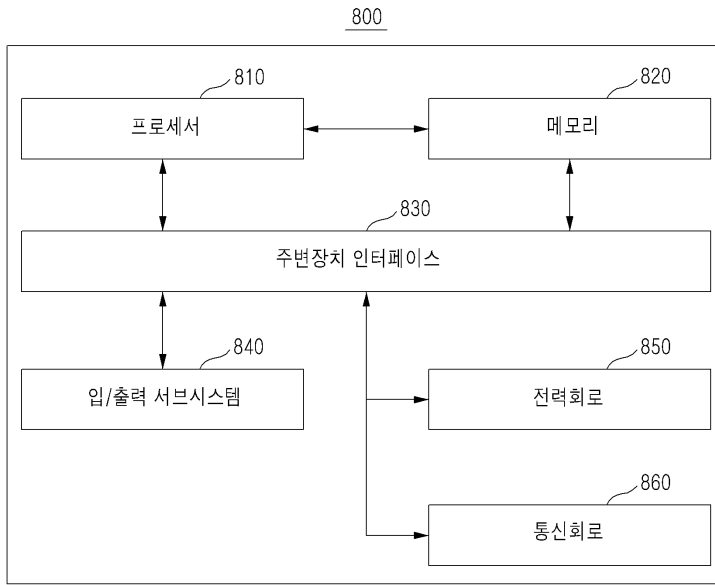 800
810
820
프로세서
메모리
830
주변장치 인터페이스
840
850
입/출력 서브시스템
전력회로
860
통신회로